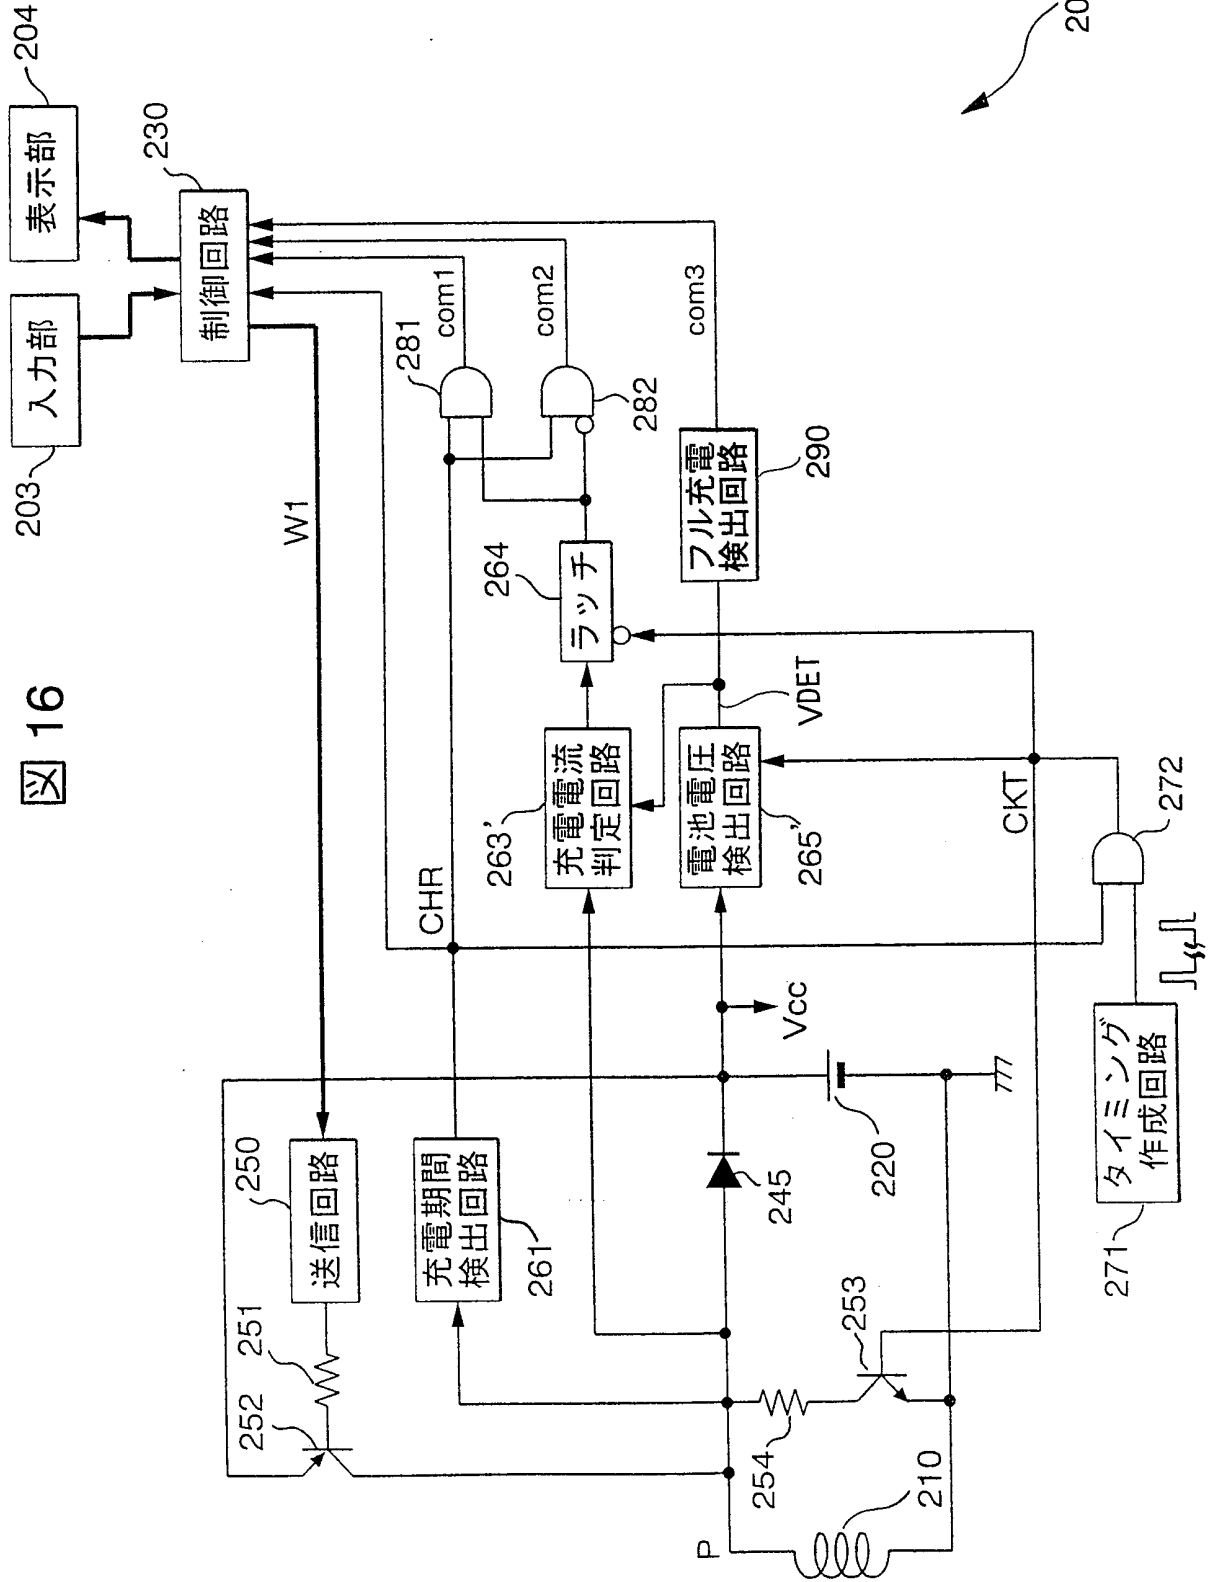 図 16
203
入力部
表示部
204
230
制御回路
W1
250
送信回路
251
252
CHR
281
com1
com2
282
com3
264
ラッチ
フル充電
検出回路
290
263'
充電電流
判定回路
VDET
電池電圧
検出回路
265'
充電期間
検出回路
261
Vcc
CKT
272
245
220
253
254
210
P
271
タイミング
作成回路
20